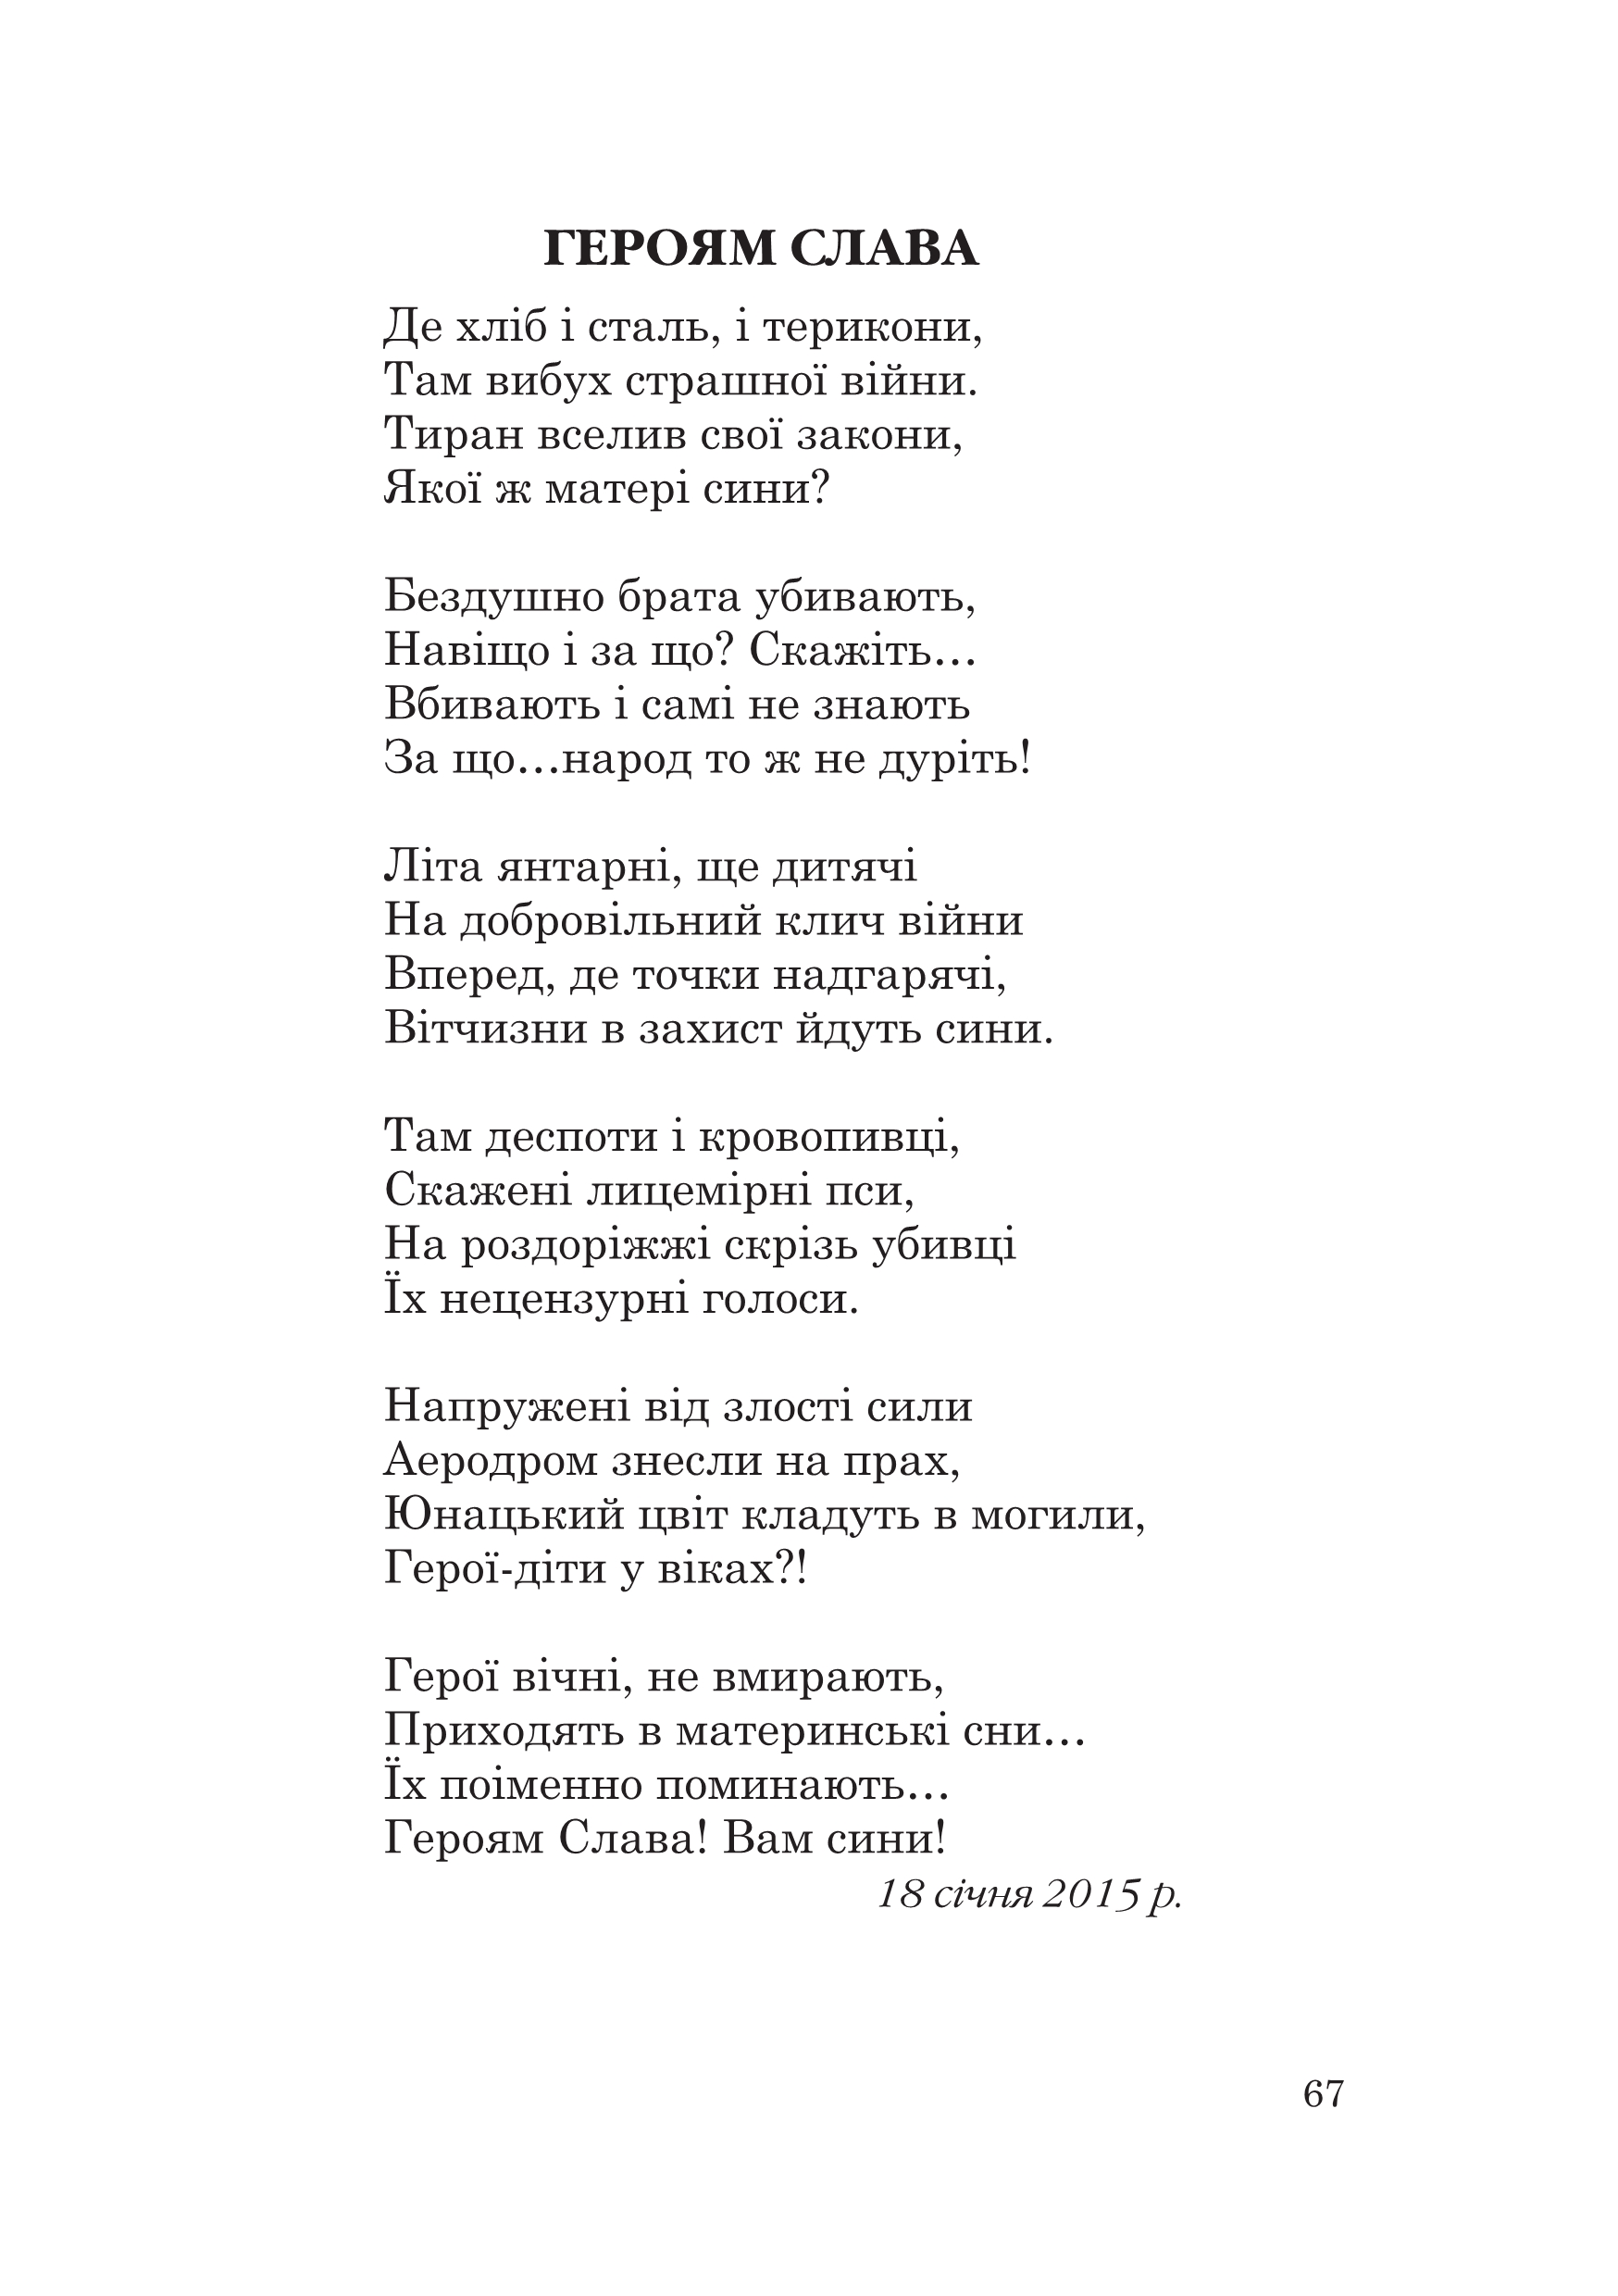 ГЕРОЯМ СЛАВА
Де хліб і сталь, і терикони,
Там вибух страшної війни.
Тиран вселив свої закони,
Якої ж матері сини?
Бездушно брата убивають,
Навіщо і за що? Скажіть…
Вбивають і самі не знають
За що…народ то ж не дуріть!
Літа янтарні, ще дитячі
На добровільний клич війни
Вперед, де точки надгарячі,
Вітчизни в захист йдуть сини.
Там деспоти і кровопивці,
Скажені лицемірні пси,
На роздоріжжі скрізь убивці
Їх нецензурні голоси.
Напружені від злості сили
Аеродром знесли на прах,
Юнацький цвіт кладуть в могили,
Герої-діти у віках?!
Герої вічні, не вмирають,
Приходять в материнські сни…
Їх поіменно поминають…
Героям Слава! Вам сини!
18 січня 2015 р.
67